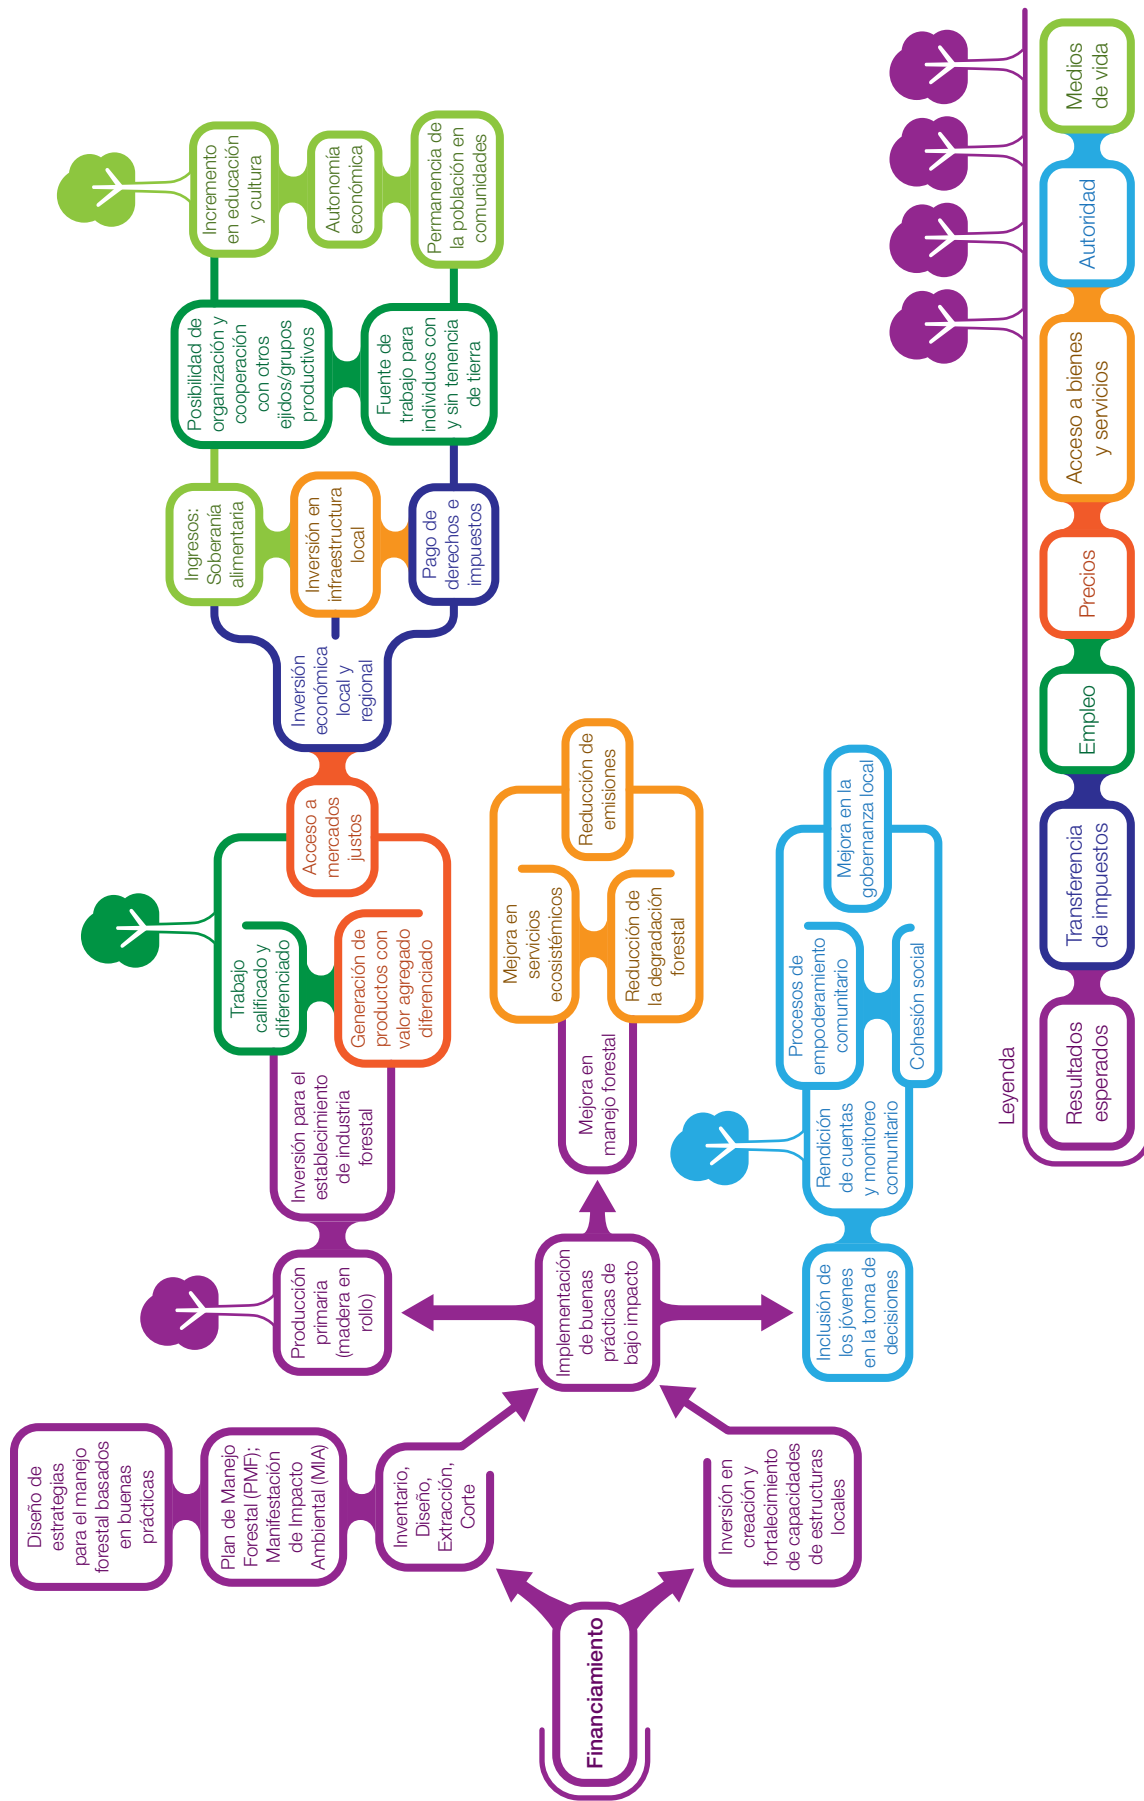 Financiamiento
Diseño de
estrategias
para el manejo
forestal basados
en buenas
prácticas
Plan de Manejo
Forestal (PMF);
Manifestación
de Impacto
Ambiental (MIA)
Inventario,
Diseño,
Extracción,
Corte
Inversión en
creación y
fortalecimiento
de capacidades
de estructuras
locales
Implementación
de buenas
prácticas de
bajo impacto
Producción
primaria
(madera en
rollo)
Inversión para el
establecimiento
de industria
forestal
Trabajo
calificado y
diferenciado
Generación de
productos con
valor agregado
diferenciado
Acceso a
mercados
justos
Inversión
económica
local y
regional
Ingresos:
Soberanía
alimentaria
Inversión en
infraestructura
local
Pago de
derechos e
impuestos
Posibilidad de
organización y
cooperación
con otros
ejidos/grupos
productivos
Fuente de
trabajo para
individuos con
y sin tenencia
de tierra
Incremento
en educación
y cultura
Autonomía
económica
Permanencia de
la población en
comunidades
Mejora en
manejo forestal
Mejora en
servicios
ecosistémicos
Reducción de
la degradación
forestal
Reducción de
emisiones
Inclusión de
los jóvenes
en la toma de
decisiones
Rendición
de cuentas
y monitoreo
comunitario
Procesos de
empoderamiento
comunitario
Cohesión social
Mejora en la
gobernanza local
Leyenda
Resultados
esperados
Transferencia
de impuestos
Empleo
Precios
Acceso a bienes
y servicios
Autoridad
Medios
de vida